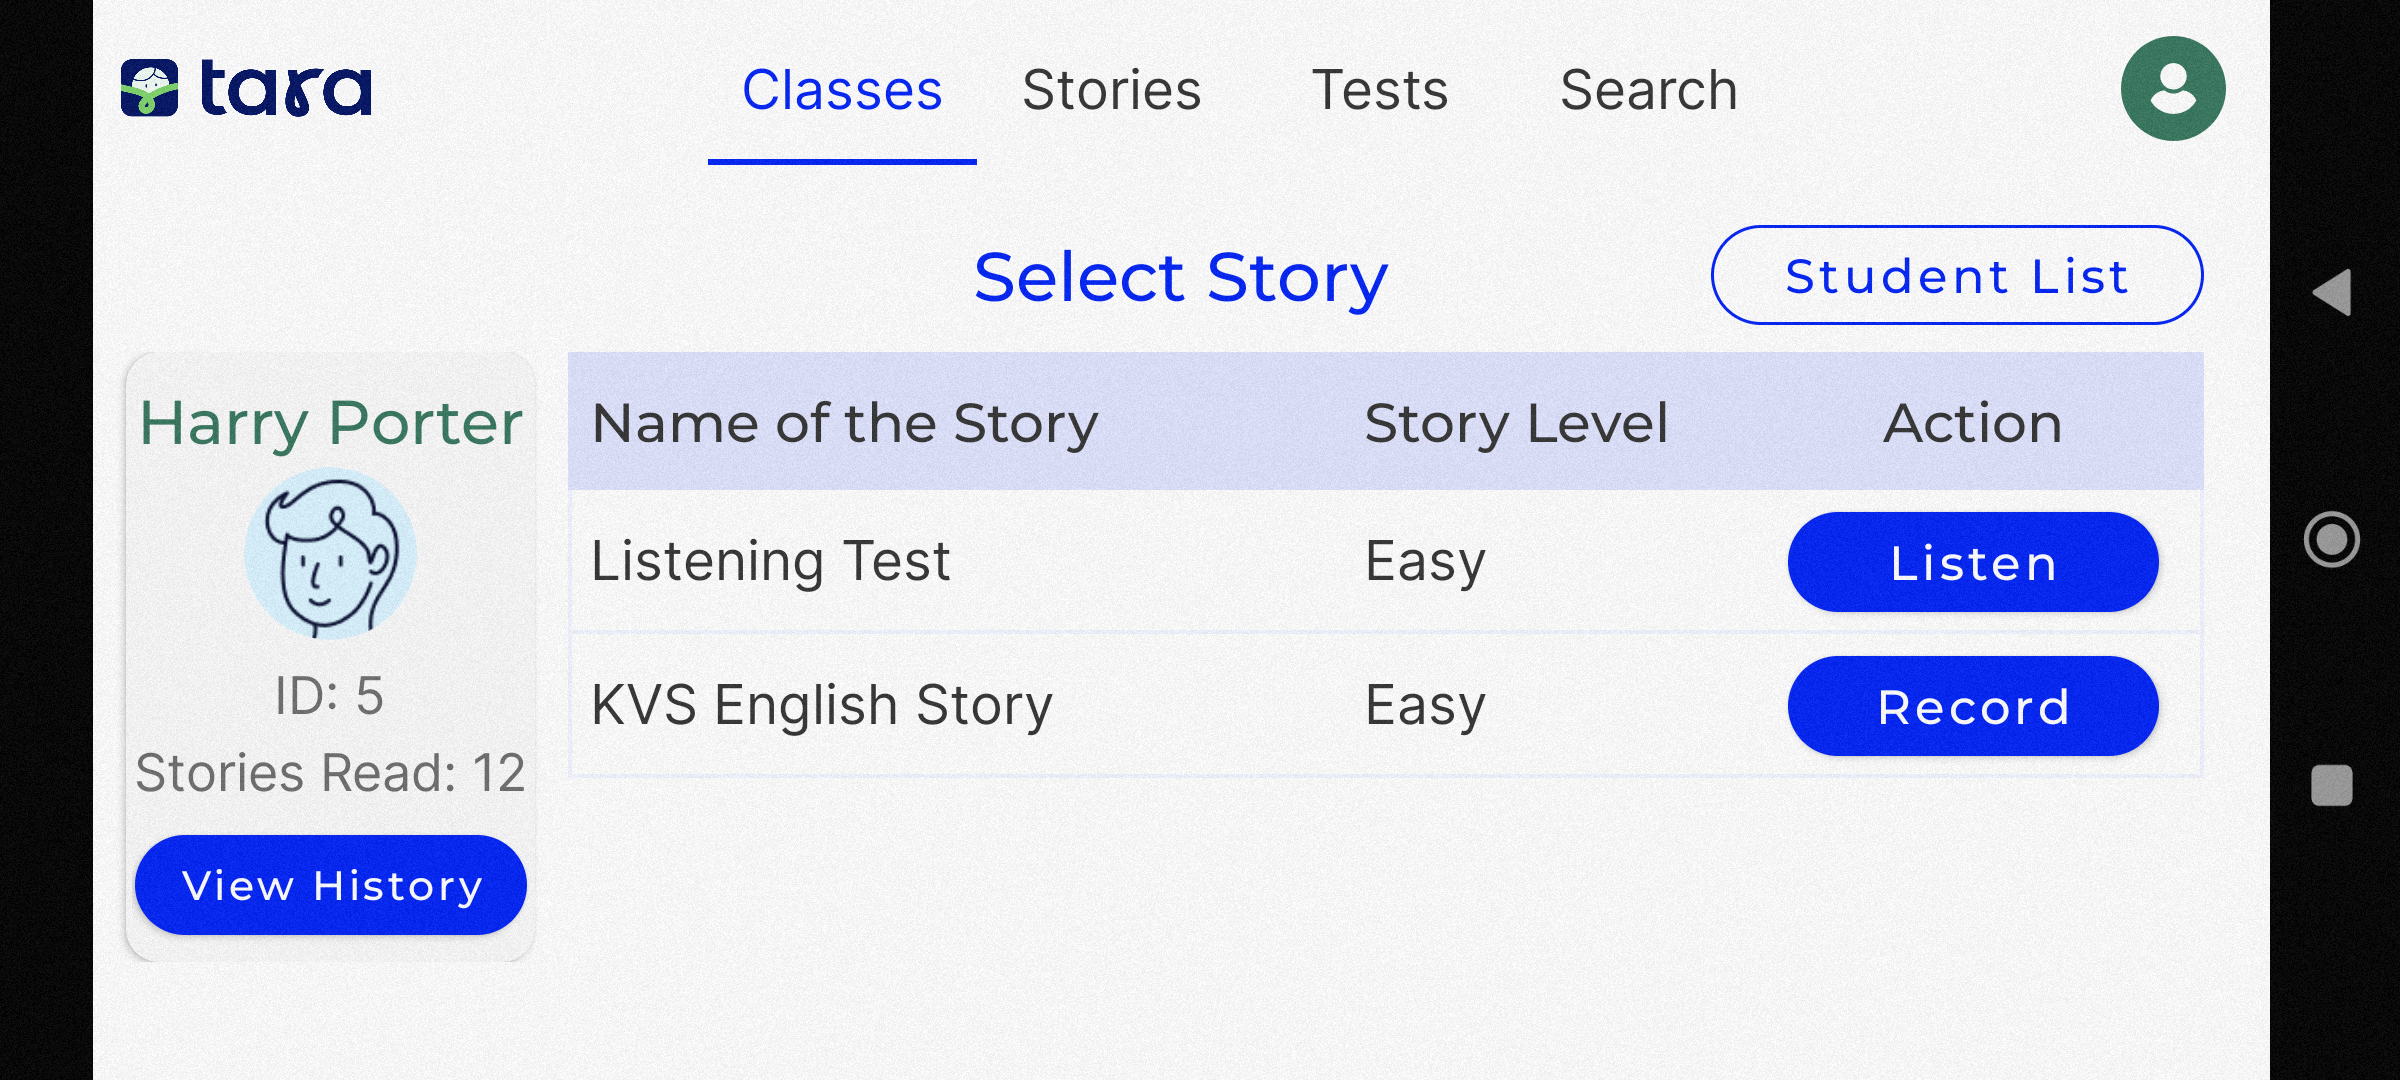 tara
Classes Stories Tests Search
Select Story
Student List
Harry Porter
ID: 5
Stories Read: 12
View History
Name of the Story Story Level Action
Listening Test Easy Listen
KVS English Story Easy Record